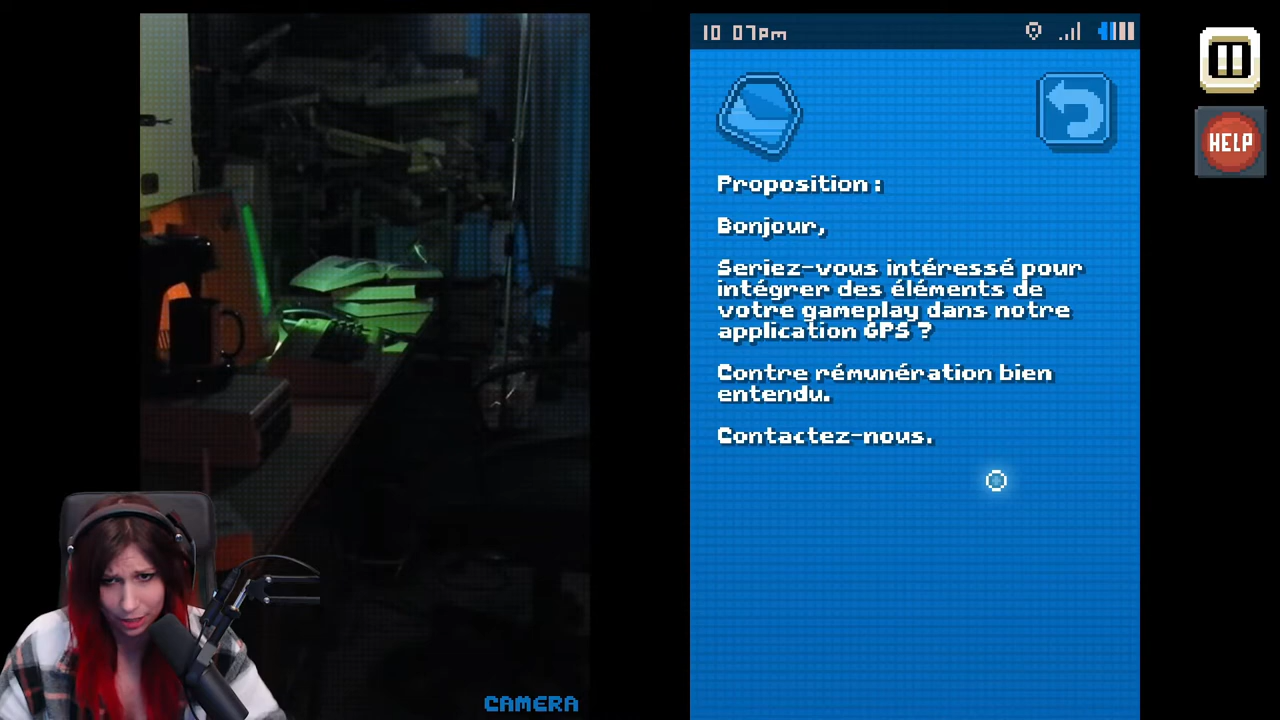 10 07pm
HELP
Proposition :
Bonjour,
Seriez-vous intéressé pour
intégrer des éléments de
votre gameplay dans notre
application GPS ?
Contre rémunération bien
entendu.
Contactez-nous.
CAMERA